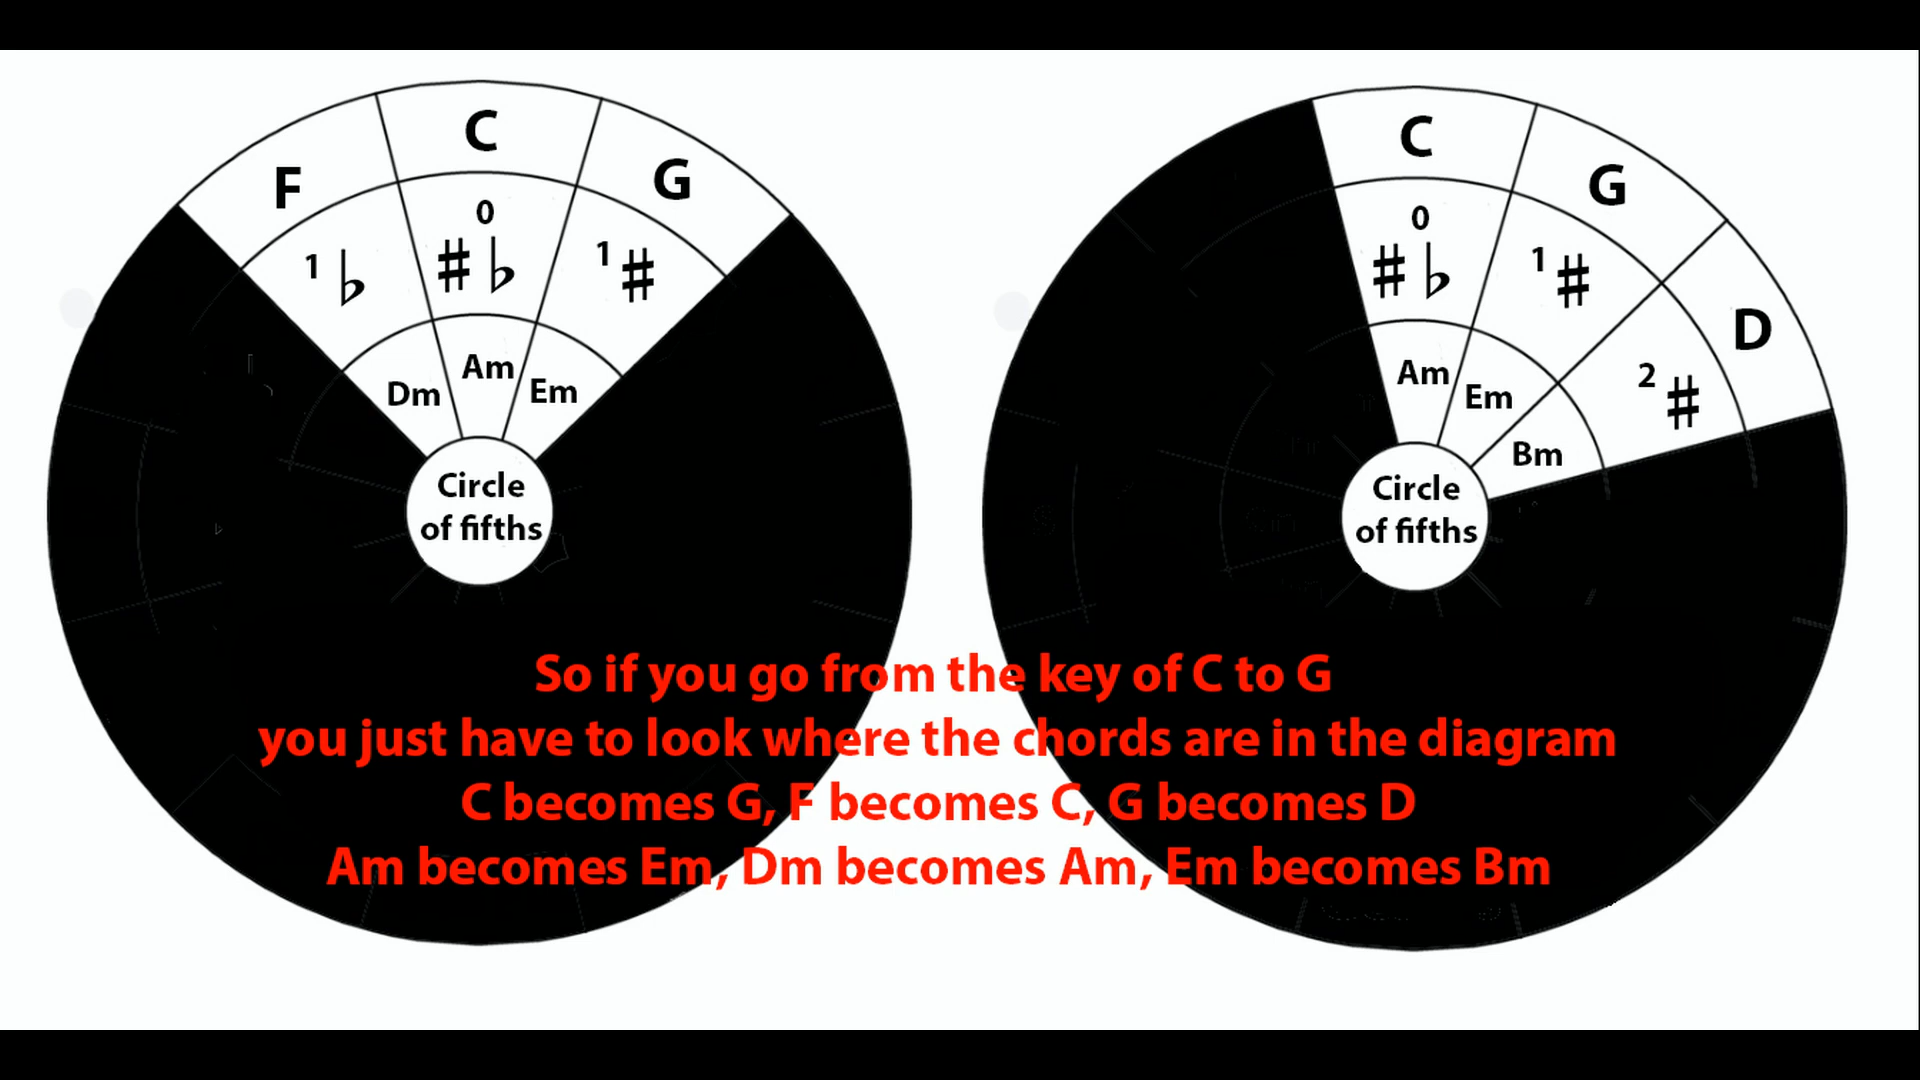 F
C
G
1 ♭
0
♯ ♭
1 ♯
Dm
Am
Em
Circle
of fifths
C
G
D
0
♯ ♭
1 ♯
2 ♯
Am
Em
Bm
Circle
of fifths
So if you go from the key of C to G
you just have to look where the chords are in the diagram
C becomes G, F becomes C, G becomes D
Am becomes Em, Dm becomes Am, Em becomes Bm